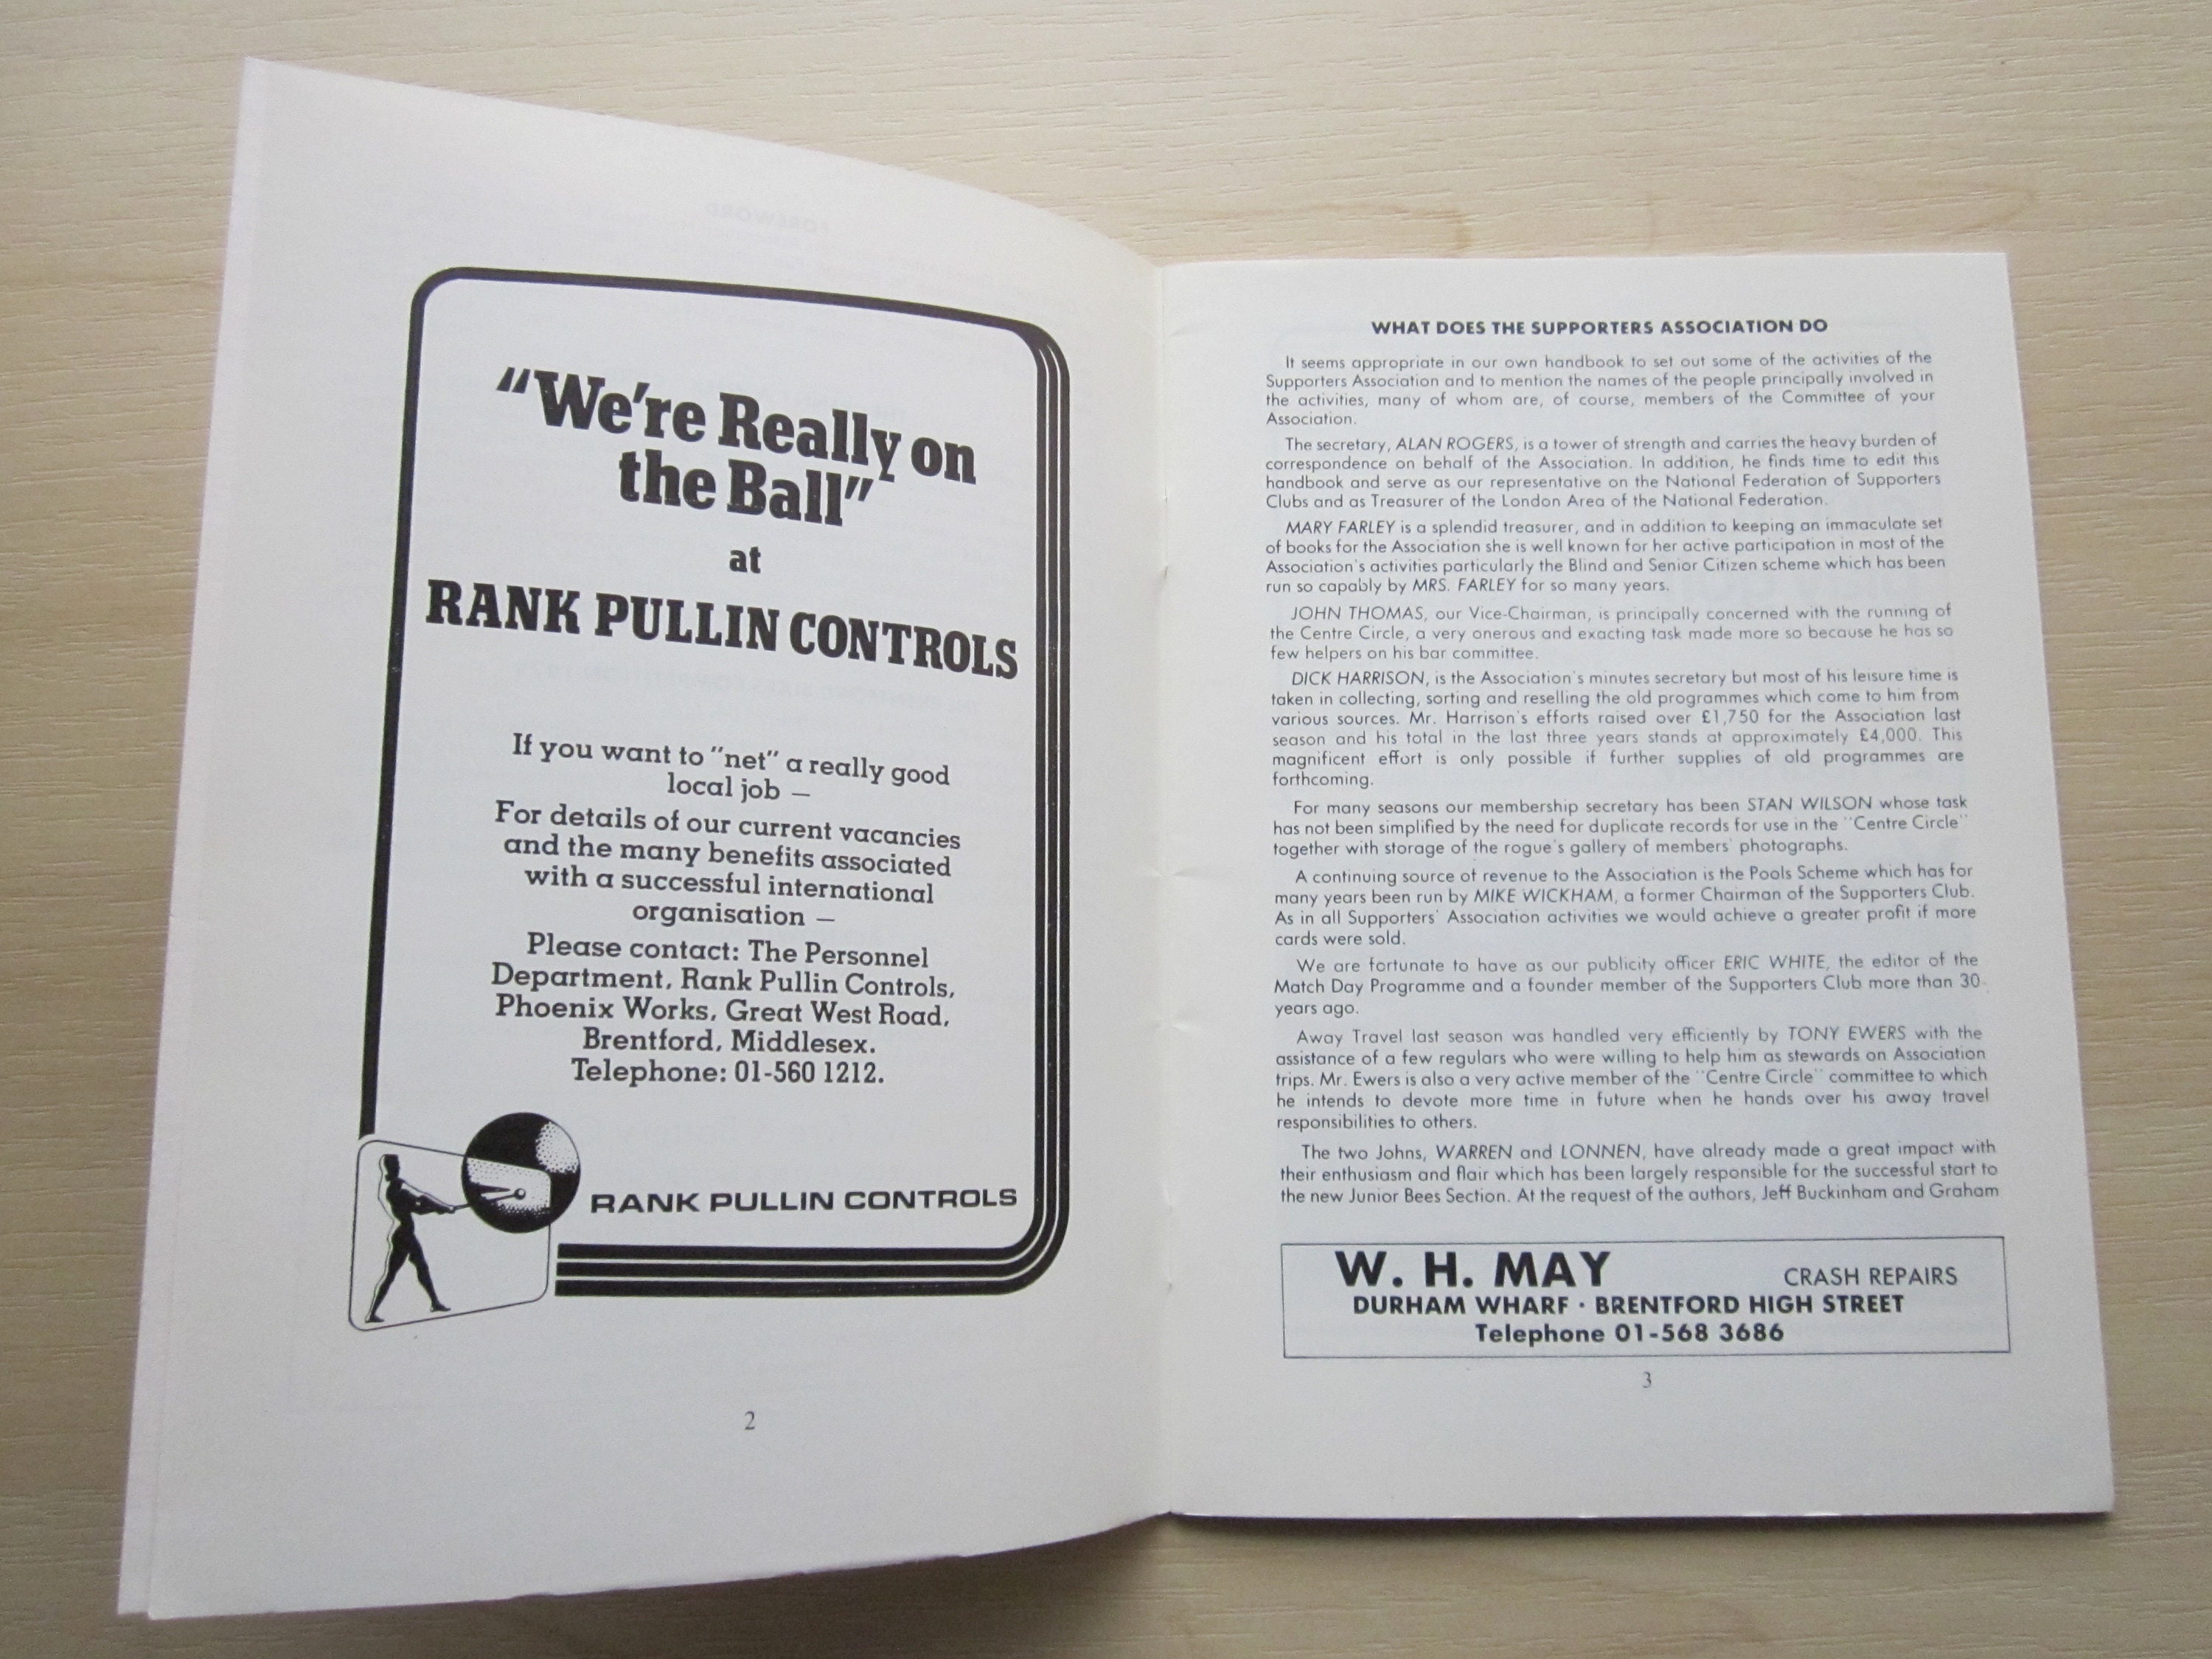 "We're Really on
the Ball"
at
RANK PULLIN CONTROLS
If you want to "net" a really good
local job —
For details of our current vacancies
and the many benefits associated
with a successful international
organisation —
Please contact: The Personnel
Department, Rank Pullin Controls,
Phoenix Works, Great West Road,
Brentford, Middlesex.
Telephone: 01-560 1212.
RANK PULLIN CONTROLS
2
WHAT DOES THE SUPPORTERS ASSOCIATION DO
It seems appropriate in our own handbook to set out some of the activities of the
Supporters Association and to mention the names of the people principally involved in
the activities, many of whom are, of course, members of the Committee of your
Association.
The secretary, ALAN ROGERS, is a tower of strength and carries the heavy burden of
correspondence on behalf of the Association. In addition, he finds time to edit this
handbook and serve as our representative on the National Federation of Supporters
Clubs and as Treasurer of the London Area of the National Federation.
MARY FARLEY is a splendid treasurer, and in addition to keeping an immaculate set
of books for the Association she is well known for her active participation in most of the
Association's activities particularly the Blind and Senior Citizen scheme which has been
run so capably by MRS. FARLEY for so many years.
JOHN THOMAS, our Vice-Chairman, is principally concerned with the running of
the Centre Circle, a very onerous and exacting task made more so because he has so
few helpers on his bar committee.
DICK HARRISON, is the Association's minutes secretary but most of his leisure time is
taken in collecting, sorting and reselling the old programmes which come to him from
various sources. Mr. Harrison's efforts raised over £1,750 for the Association last
season and his total in the last three years stands at approximately £4,000. This
magnificent effort is only possible if further supplies of old programmes are
forthcoming.
For many seasons our membership secretary has been STAN WILSON whose task
has not been simplified by the need for duplicate records for use in the "Centre Circle"
together with storage of the rogue's gallery of members' photographs.
A continuing source of revenue to the Association is the Pools Scheme which has for
many years been run by MIKE WICKHAM, a former Chairman of the Supporters Club.
As in all Supporters' Association activities we would achieve a greater profit if more
cards were sold.
We are fortunate to have as our publicity officer ERIC WHITE, the editor of the
Match Day Programme and a founder member of the Supporters Club more than 30
years ago.
Away Travel last season was handled very efficiently by TONY EWERS with the
assistance of a few regulars who were willing to help him as stewards on Association
trips. Mr. Ewers is also a very active member of the "Centre Circle" committee to which
he intends to devote more time in future when he hands over his away travel
responsibilities to others.
The two Johns, WARREN and LONNEN, have already made a great impact with
their enthusiasm and flair which has been largely responsible for the successful start to
the new Junior Bees Section. At the request of the authors, Jeff Buckinham and Graham
W. H. MAY CRASH REPAIRS
DURHAM WHARF · BRENTFORD HIGH STREET
Telephone 01-568 3686
3